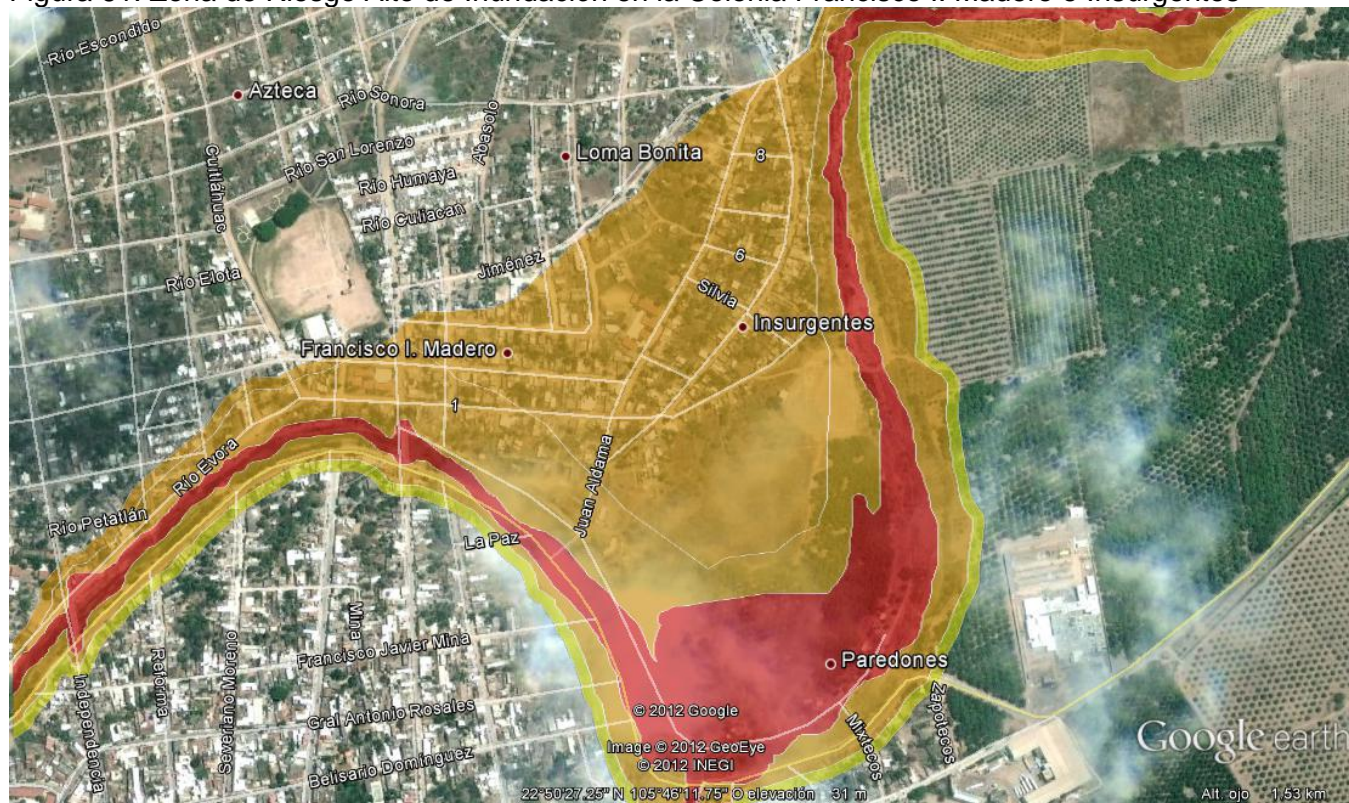 Río Escondido
Azteca
Río Sonora
Abasolo
Cuitláhuac
Río San Lorenzo
Loma Bonita
8
Río Humaya
Río Culiacan
Río Elota
Jiménez
6
Silvia
Insurgentes
Francisco I. Madero
1
Río Evora
Juan Aldama
Río Petatlán
La Paz
Mina
Francisco Javier Mina
Paredones
Reforma
Severiano Moreno
Independencia
Gral Antonio Rosales
© 2012 Google
Zapotecos
Mixtecos
Google earth
Image © 2012 GeoEye
© 2012 INEGI
Belisario Domínguez
22°50'27.25" N 105°46'11.75" O elevación 31 m
Alt. ojo 1.53 km